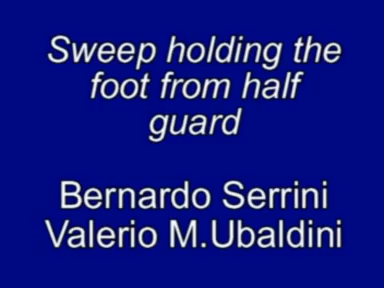 Sweep holding the
foot from half
guard
Bernardo Serrini
Valerio M.Ubaldini